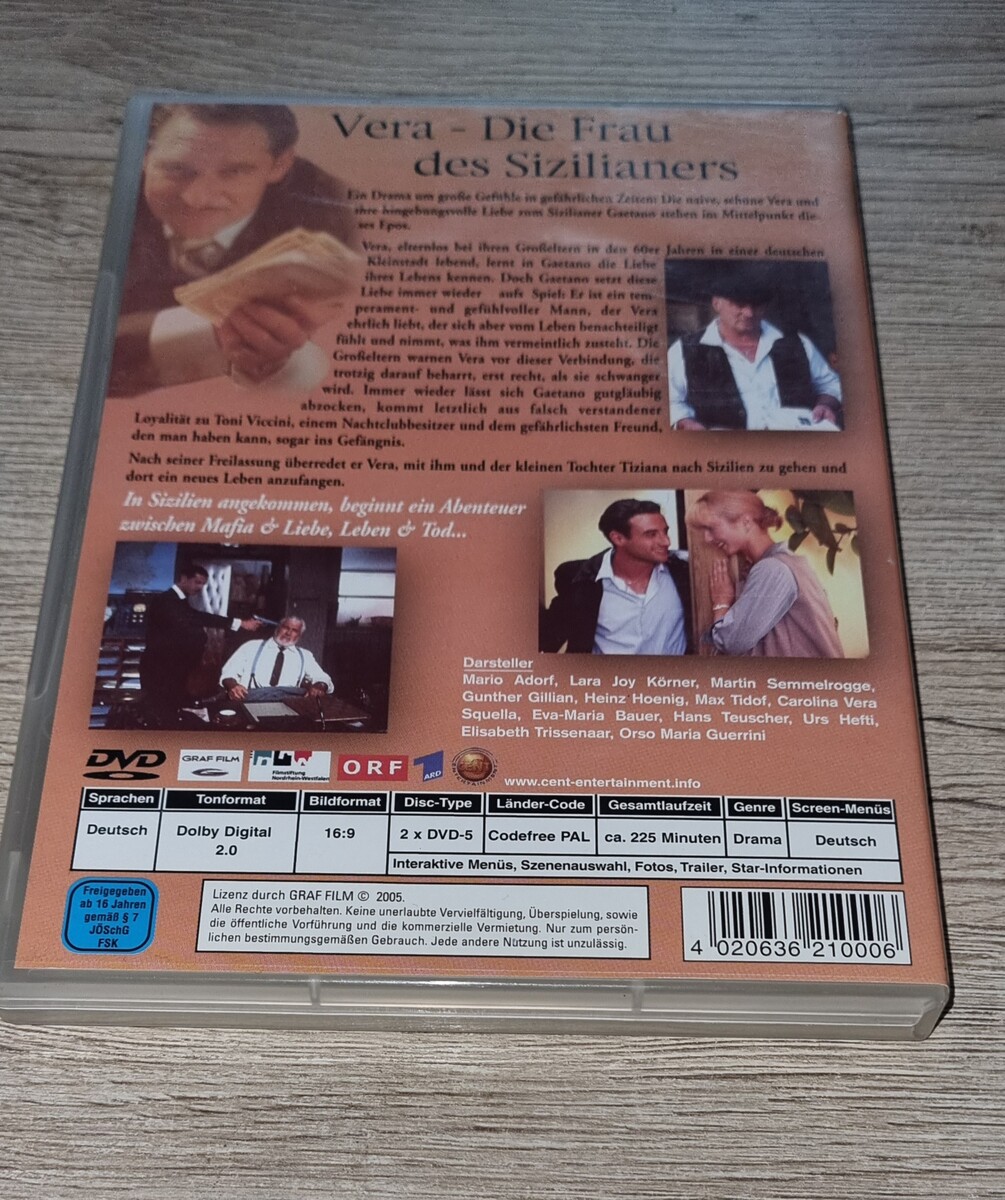 Vera - Die Frau
des Sizilianers
Ein Drama um große Gefühle in gefährlichen Zeiten: Die naive, schöne Vera und
ihre hingebungsvolle Liebe zum Sizilianer Gaetano stehen im Mittelpunkt die-
ses Epos.
Vera, elternlos bei ihren Großeltern in den 60er Jahren in einer deutschen
Kleinstadt lebend, lernt in Gaetano die Liebe
ihres Lebens kennen. Doch Gaetano setzt diese
Liebe immer wieder aufs Spiel: Er ist ein tem-
perament- und gefühlvoller Mann, der Vera
ehrlich liebt, der sich aber vom Leben benachteiligt
fühlt und nimmt, was ihm vermeintlich zusteht. Die
Großeltern warnen Vera vor dieser Verbindung, die
trotzig darauf beharrt, erst recht, als sie schwanger
wird. Immer wieder lässt sich Gaetano gutgläubig
abzocken, kommt letztlich aus falsch verstandener
Loyalität zu Toni Viccini, einem Nachtclubbesitzer und dem gefährlichsten Freund,
den man haben kann, sogar ins Gefängnis.
Nach seiner Freilassung überredet er Vera, mit ihm und der kleinen Tochter Tiziana nach Sizilien zu gehen und
dort ein neues Leben anzufangen.
In Sizilien angekommen, beginnt ein Abenteuer
zwischen Mafia & Liebe, Leben & Tod...
Darsteller
Mario Adorf, Lara Joy Körner, Martin Semmelrogge,
Gunther Gillian, Heinz Hoenig, Max Tidof, Carolina Vera
Squella, Eva-Maria Bauer, Hans Teuscher, Urs Hefti,
Elisabeth Trissenaar, Orso Maria Guerrini
DVD
GRAF FILM
Filmstiftung
Nordrhein-Westfalen
ORF
ARD
CENT
ENTERTAINMENT
www.cent-entertainment.info
Sprachen Tonformat Bildformat Disc-Type Länder-Code Gesamtlaufzeit Genre Screen-Menüs
Deutsch Dolby Digital 16:9 2 x DVD-5 Codefree PAL ca. 225 Minuten Drama Deutsch
2.0
Interaktive Menüs, Szenenauswahl, Fotos, Trailer, Star-Informationen
Freigegeben
ab 16 Jahren
gemäß § 7
JÖSchG
FSK
Lizenz durch GRAF FILM © 2005.
Alle Rechte vorbehalten. Keine unerlaubte Vervielfältigung, Überspielung, sowie
die öffentliche Vorführung und die kommerzielle Vermietung. Nur zum persön-
lichen bestimmungsgemäßen Gebrauch. Jede andere Nutzung ist unzulässig.
4 020636 210006